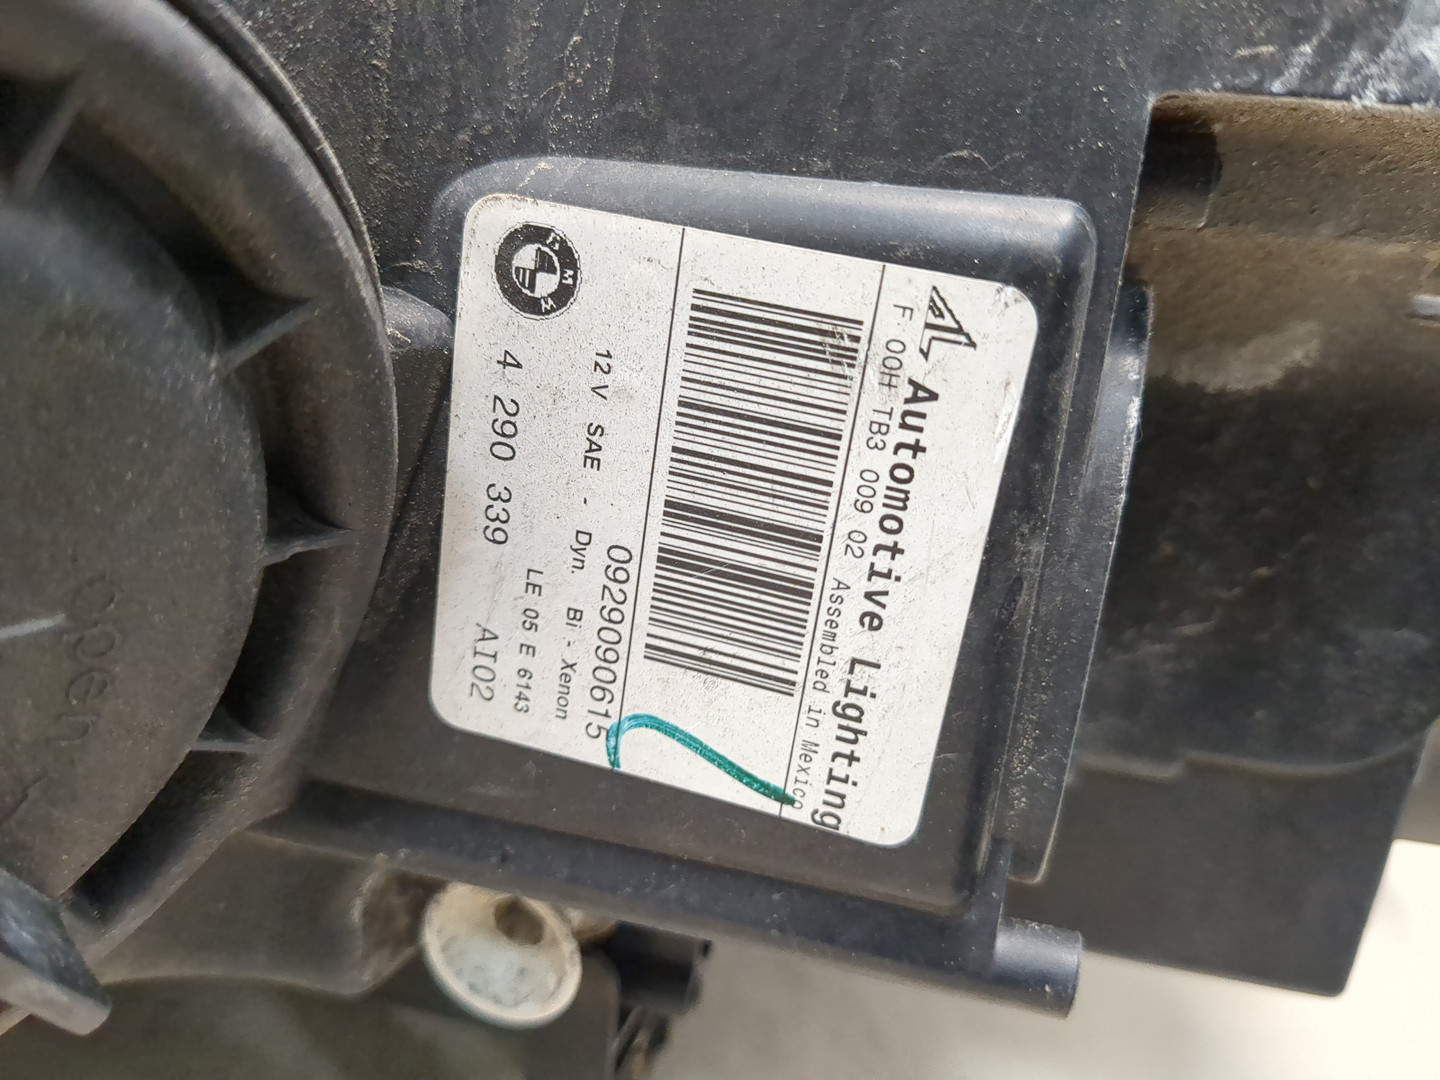 Automotive Lighting
F 00H TB3 009 02 Assembled in Mexico
0929090615
12 V SAE - Dyn. Bi - Xenon
LE 05 E 6143
4 290 339 AI02
BMW
open